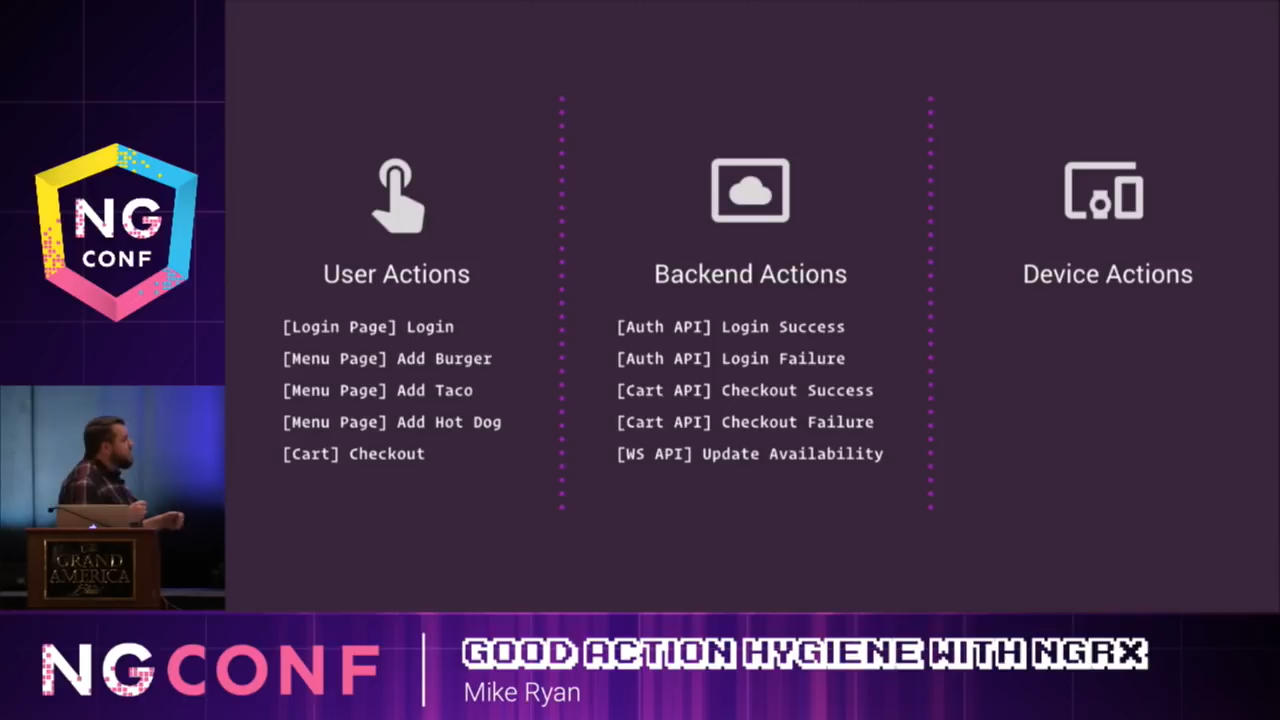 NG
CONF
User Actions
[Login Page] Login
[Menu Page] Add Burger
[Menu Page] Add Taco
[Menu Page] Add Hot Dog
[Cart] Checkout
Backend Actions
[Auth API] Login Success
[Auth API] Login Failure
[Cart API] Checkout Success
[Cart API] Checkout Failure
[WS API] Update Availability
Device Actions
GRAND
AMERICA
NGCONF
GOOD ACTION HYGIENE WITH NGRX
Mike Ryan